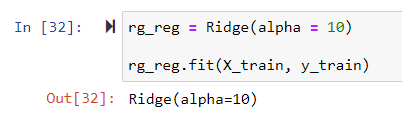 In [32]: rg_reg = Ridge(alpha = 10)
rg_reg.fit(X_train, y_train)
Out[32]: Ridge(alpha=10)